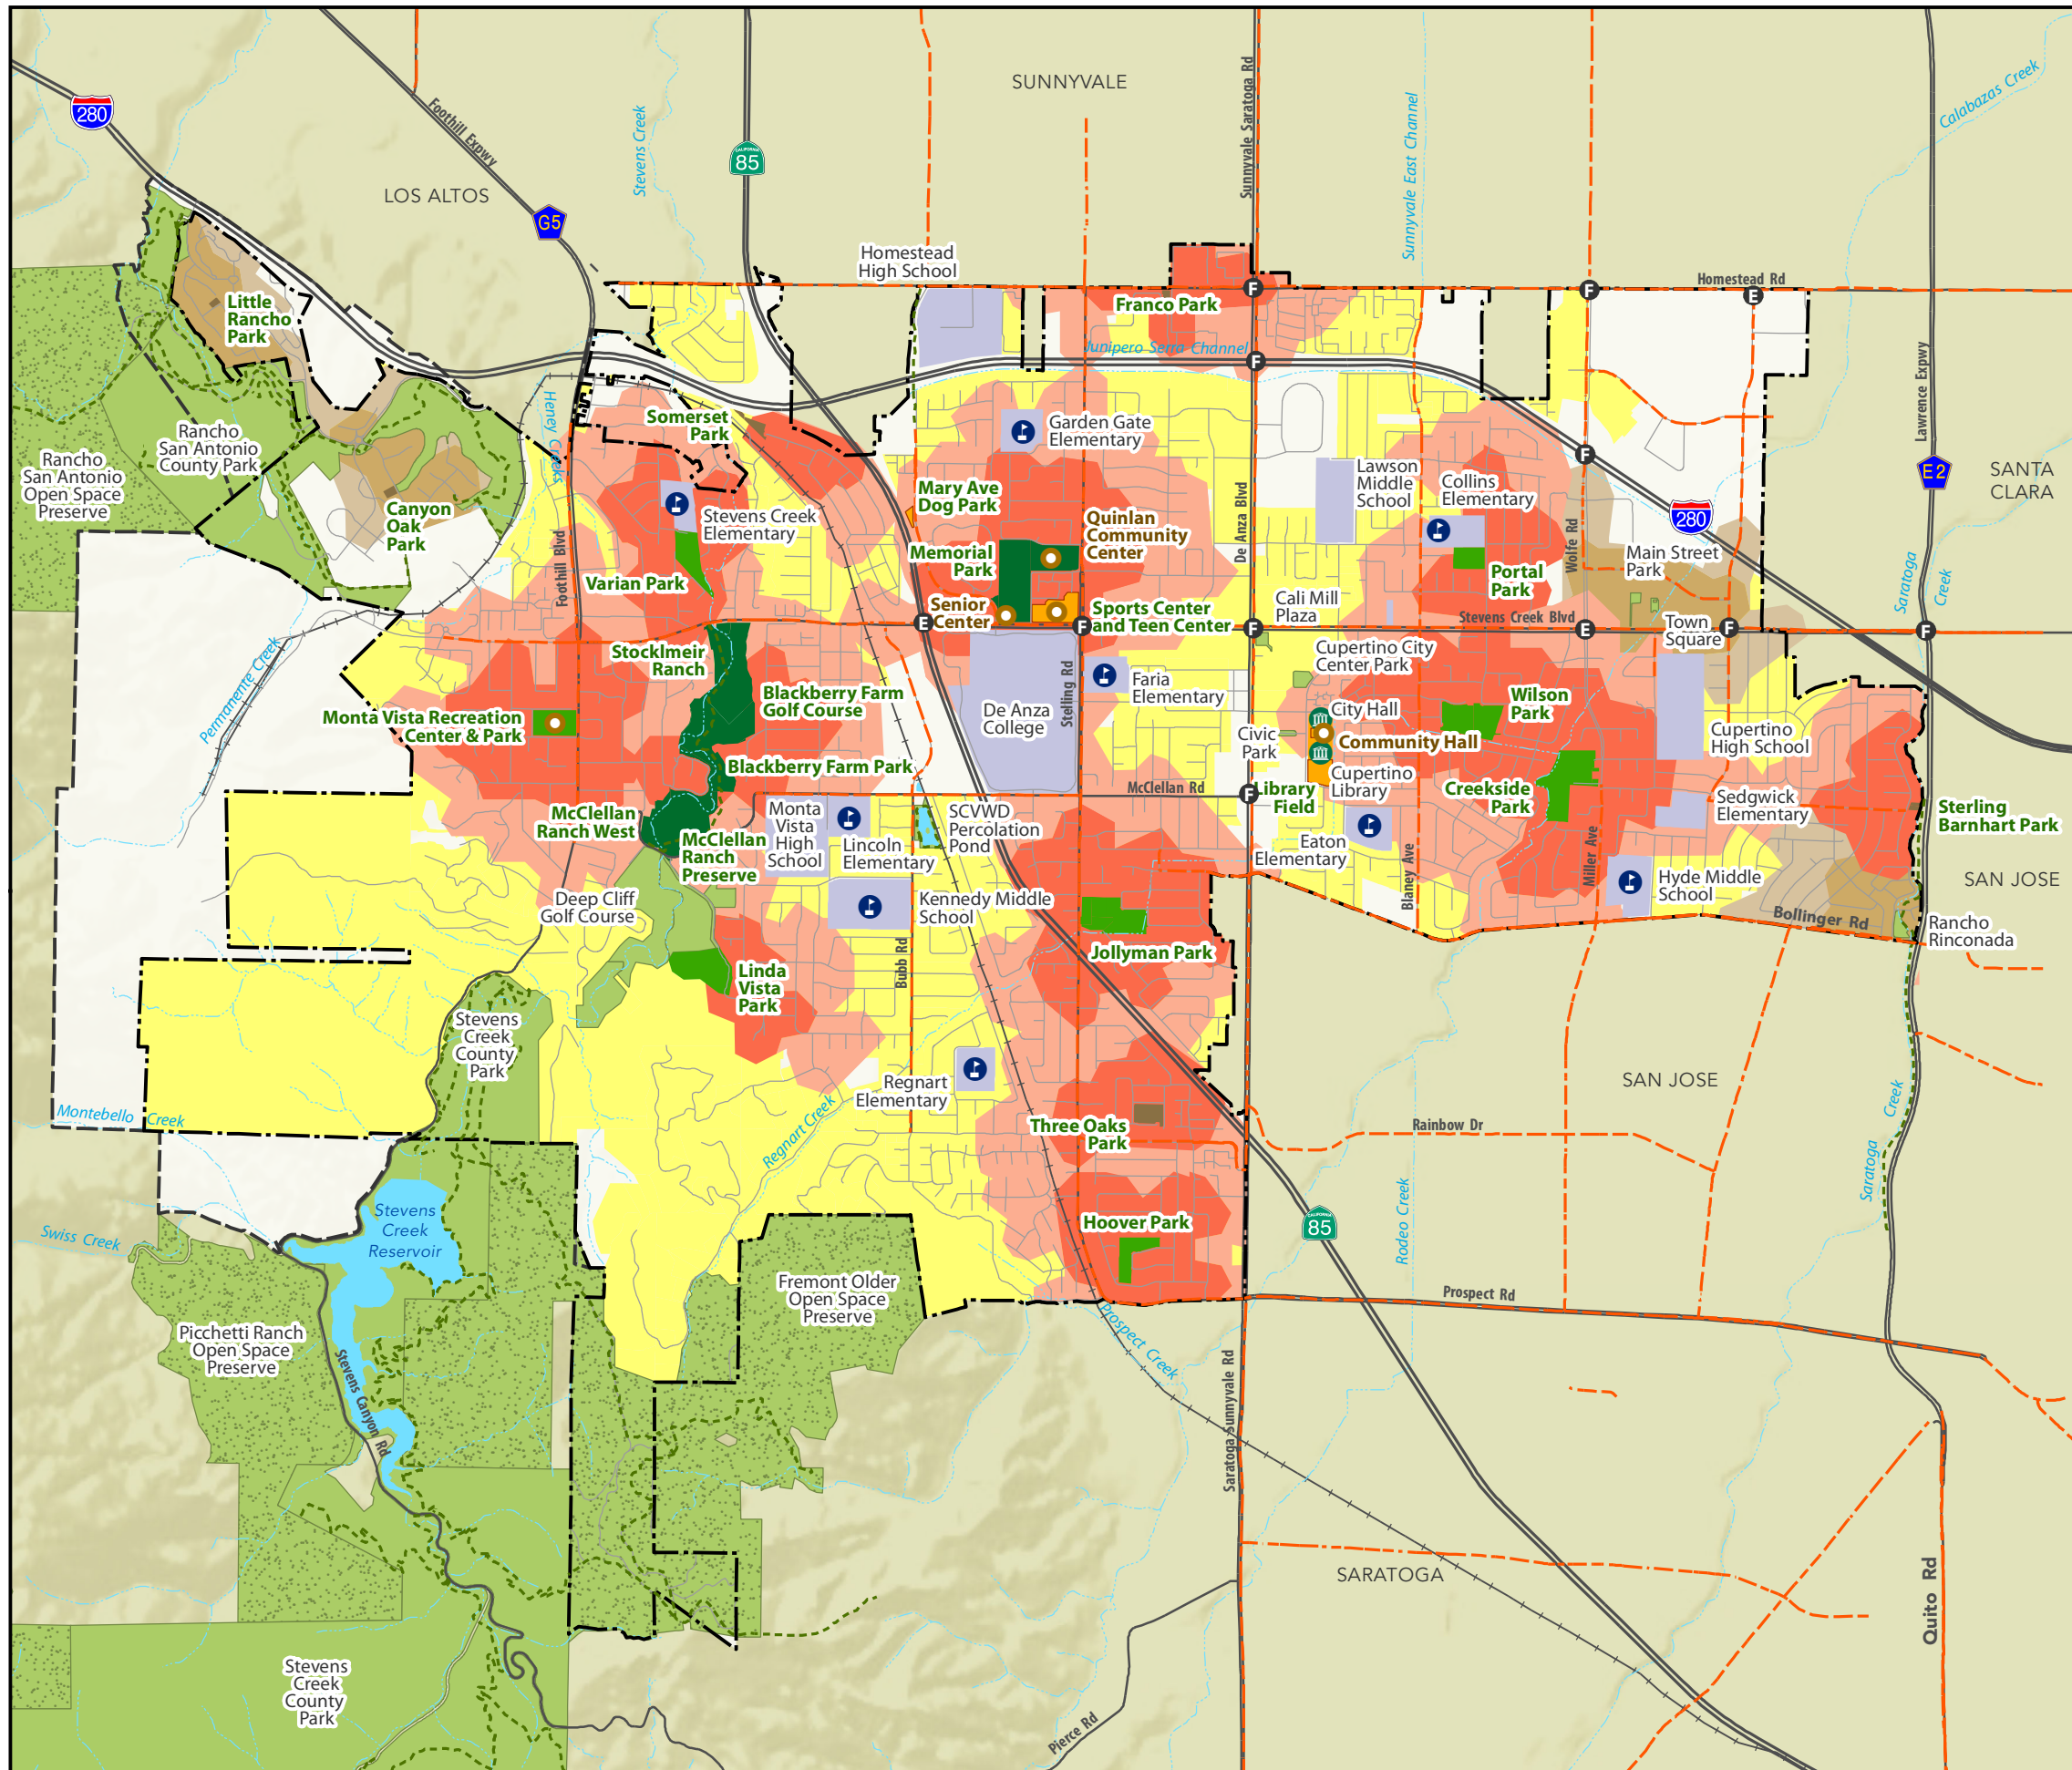 SUNNYVALE
Sunnyvale Saratoga Rd
Calabazas Creek
280
Foothill Expwy
Stevens Creek
85
Sunnyvale East Channel
LOS ALTOS
G5
Homestead
High School
Homestead Rd
F
F
E
Little
Rancho
Park
Franco Park
Junipero Serra Channel
F
Lawrence Expwy
Heney Creek
Somerset
Park
Garden Gate
Elementary
Rancho
San Antonio
County Park
Rancho
San Antonio
Open Space
Preserve
Lawson
Middle
School
Collins
Elementary
F
E2
SANTA
CLARA
Mary Ave
Dog Park
Canyon
Oak
Park
Stevens Creek
Elementary
Quinlan
Community
Center
De Anza Blvd
280
Wolfe Rd
Main Street
Park
Memorial
Park
Foothill Blvd
Varian Park
Portal
Park
Saratoga
Creek
Senior
Center
Sports Center
and Teen Center
Cali Mill
Plaza
Stevens Creek Blvd
Town
Square
E
F
F
E
F
F
Permanente Creek
Stocklmeir
Ranch
Cupertino City
Center Park
Stelling Rd
Faria
Elementary
Blackberry Farm
Golf Course
Wilson
Park
Monta Vista Recreation
Center & Park
De Anza
College
City Hall
Civic
Park
Community Hall
Cupertino
High School
Blackberry Farm Park
Cupertino
Library
McClellan Rd
F
Library
Field
Creekside
Park
Sedgwick
Elementary
Sterling
Barnhart Park
McClellan
Ranch West
Monta
Vista
High
School
SCVWD
Percolation
Pond
McClellan
Ranch
Preserve
Lincoln
Elementary
Eaton
Elementary
Blaney Ave
Miller Ave
Hyde Middle
School
SAN JOSE
Deep Cliff
Golf Course
Kennedy Middle
School
Bollinger Rd
Rancho
Rinconada
Bubb Rd
Jollyman Park
Linda
Vista
Park
Stevens
Creek
County
Park
Regnart
Elementary
SAN JOSE
Creek
Saratoga
Montebello Creek
Regnart Creek
Three Oaks
Park
Rainbow Dr
Swiss Creek
Stevens
Creek
Reservoir
Hoover Park
Rodeo Creek
85
Fremont Older
Open Space
Preserve
Prospect Rd
Prospect Creek
Picchetti Ranch
Open Space
Preserve
Stevens Canyon Rd
Saratoga Sunnyvale Rd
SARATOGA
Quito Rd
Stevens
Creek
County
Park
Pierce Rd